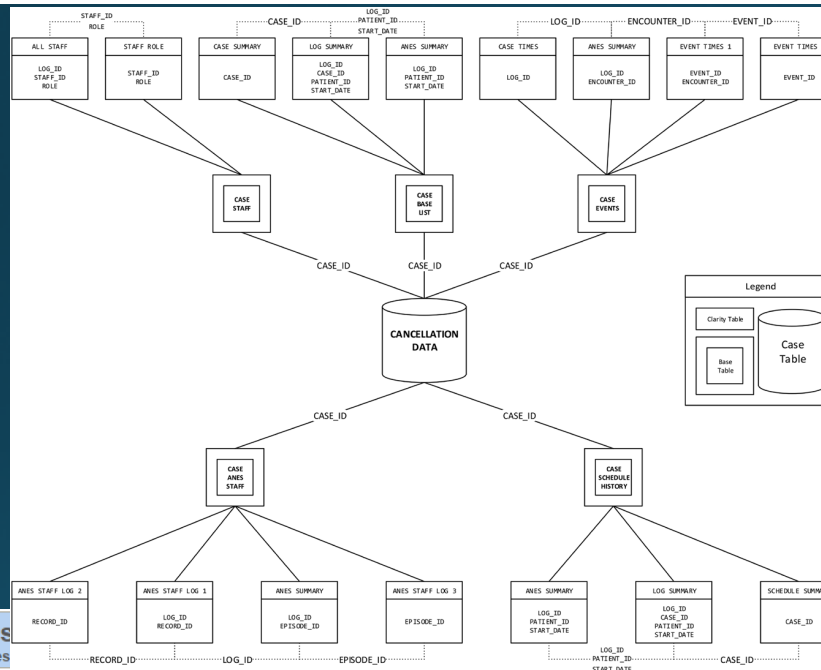 STAFF_ID
ROLE
CASE_ID
LOG_ID
PATIENT_ID
START_DATE
LOG_ID
ENCOUNTER_ID
EVENT_ID
ALL STAFF
LOG_ID
STAFF_ID
ROLE
STAFF ROLE
STAFF_ID
ROLE
CASE SUMMARY
CASE_ID
LOG SUMMARY
LOG_ID
CASE_ID
PATIENT_ID
START_DATE
ANES SUMMARY
LOG_ID
PATIENT_ID
START_DATE
CASE TIMES
LOG_ID
ANES SUMMARY
LOG_ID
ENCOUNTER_ID
EVENT TIMES 1
EVENT_ID
ENCOUNTER_ID
EVENT TIMES
EVENT_ID
CASE
STAFF
CASE
BASE
LIST
CASE
EVENTS
CASE_ID
CASE_ID
CASE_ID
CANCELLATION
DATA
Legend
Clarity Table
Base
Table
Case
Table
CASE_ID
CASE_ID
CASE
ANES
STAFF
CASE
SCHEDULE
HISTORY
ANES STAFF LOG 2
RECORD_ID
ANES STAFF LOG 1
LOG_ID
RECORD_ID
ANES SUMMARY
LOG_ID
EPISODE_ID
ANES STAFF LOG 3
EPISODE_ID
ANES SUMMARY
LOG_ID
PATIENT_ID
START_DATE
LOG SUMMARY
LOG_ID
CASE_ID
PATIENT_ID
START_DATE
SCHEDULE SUMMA
CASE_ID
RECORD_ID
LOG_ID
EPISODE_ID
LOG_ID
PATIENT_ID
START_DATE
CASE_ID